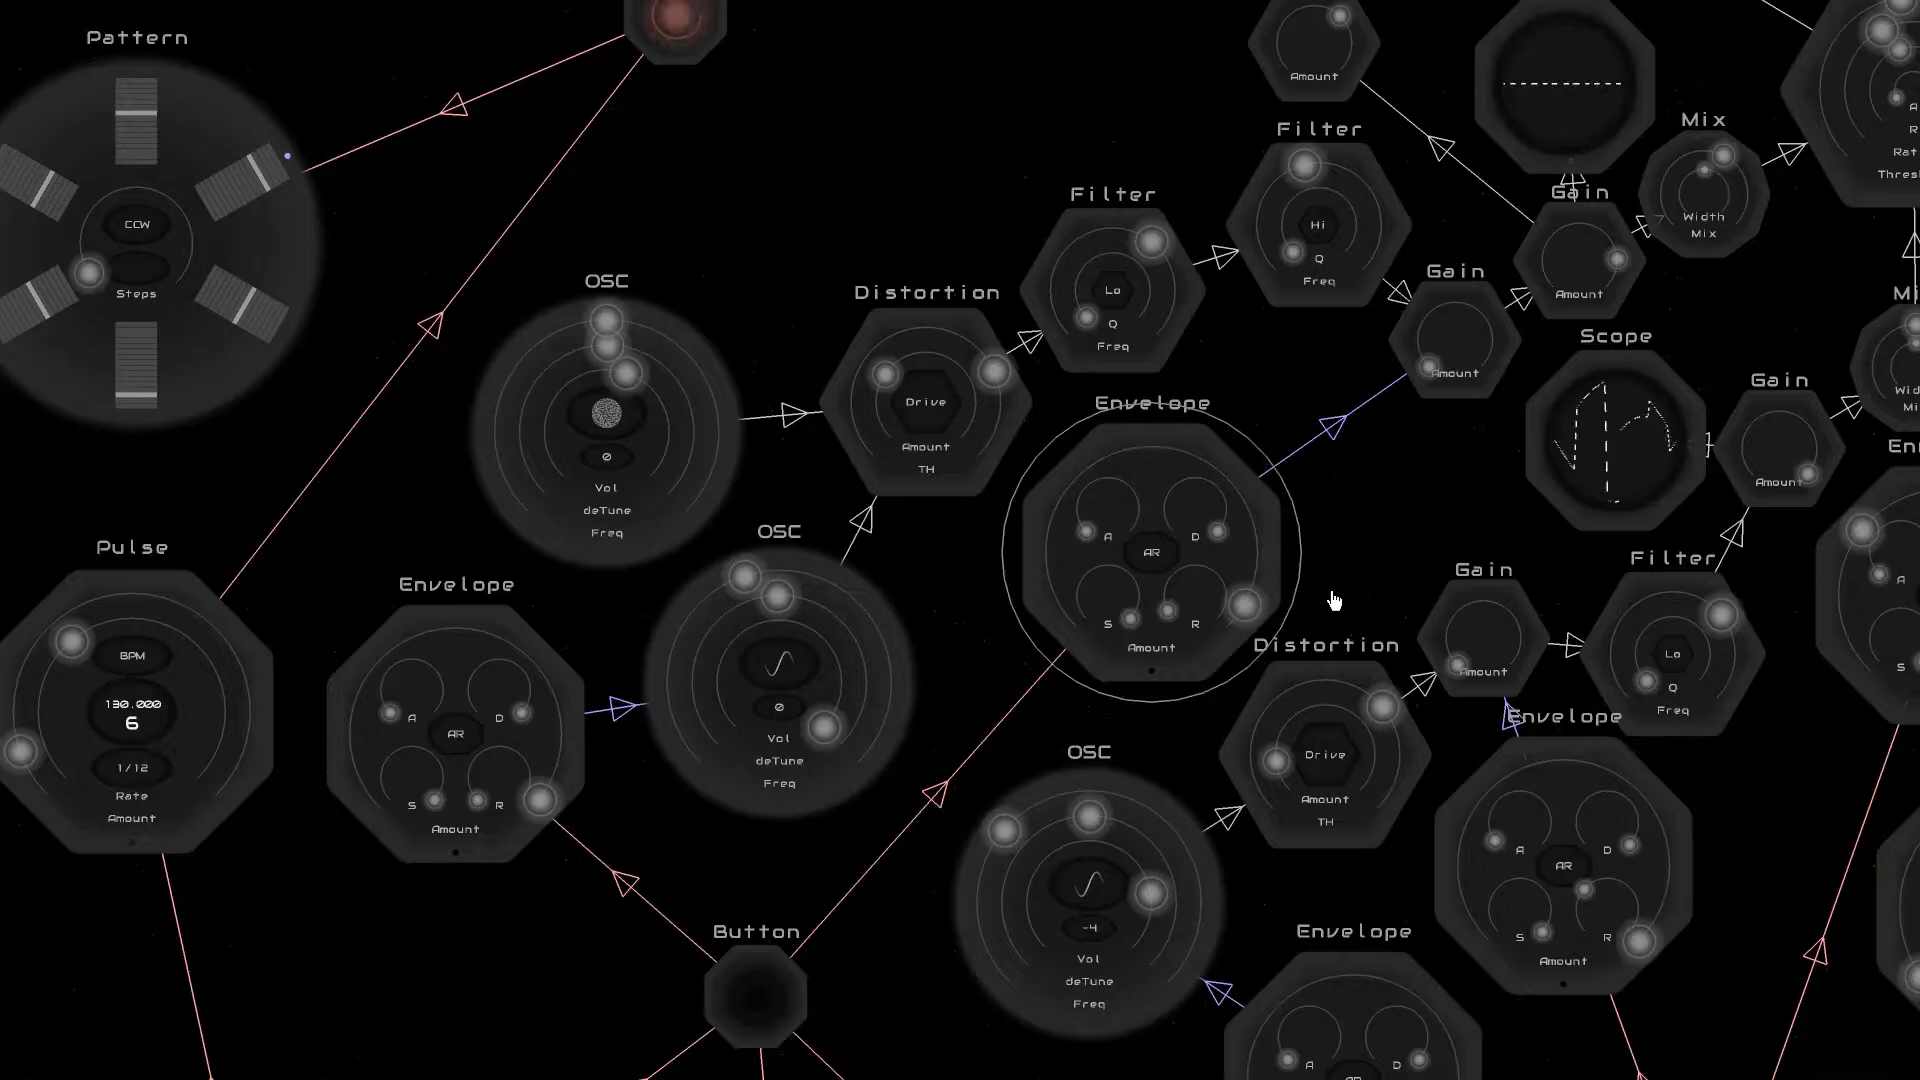 Pattern
CCW
Steps
Amount
Mix
Width
Mix
Filter
Hi
Q
Freq
Filter
Lo
Q
Freq
Gain
Amount
Gain
Amount
OSC
0
Vol
deTune
Freq
Distortion
Drive
Amount
TH
Scope
Gain
Amount
Envelope
A
D
AR
S
R
Amount
Pulse
BPM
130.000
6
1/12
Rate
Amount
Envelope
A
D
AR
S
R
Amount
OSC
0
Vol
deTune
Freq
Gain
Amount
Filter
Lo
Q
Freq
Distortion
Drive
Amount
TH
Envelope
A
D
AR
S
R
Amount
OSC
-4
Vol
deTune
Freq
Button
Envelope
A
D
AR
A
S